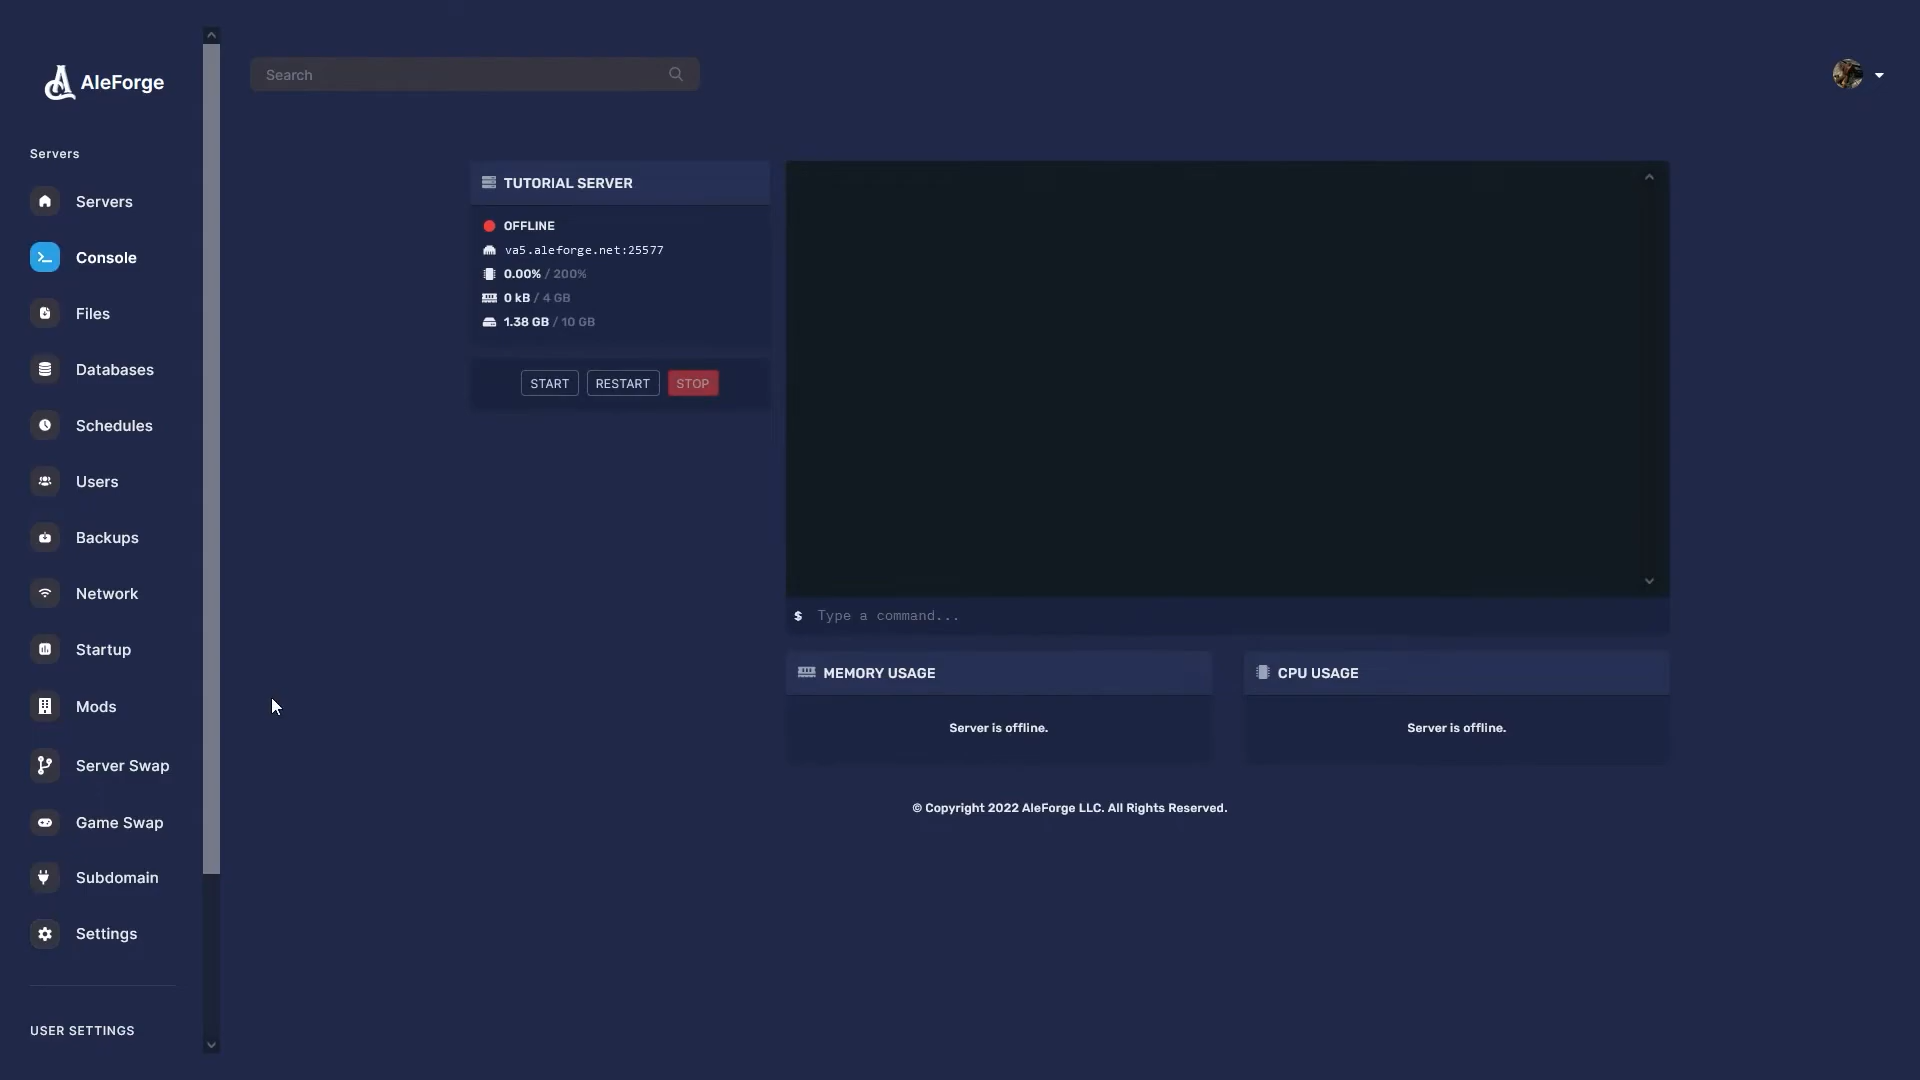 AleForge
Search
Servers
Servers
Console
Files
Databases
Schedules
Users
Backups
Network
Startup
Mods
Server Swap
Game Swap
Subdomain
Settings
USER SETTINGS
TUTORIAL SERVER
OFFLINE
va5.aleforge.net:25577
0.00% / 200%
0 kB / 4 GB
1.38 GB / 10 GB
START RESTART STOP
$ Type a command...
MEMORY USAGE
Server is offline.
CPU USAGE
Server is offline.
© Copyright 2022 AleForge LLC. All Rights Reserved.